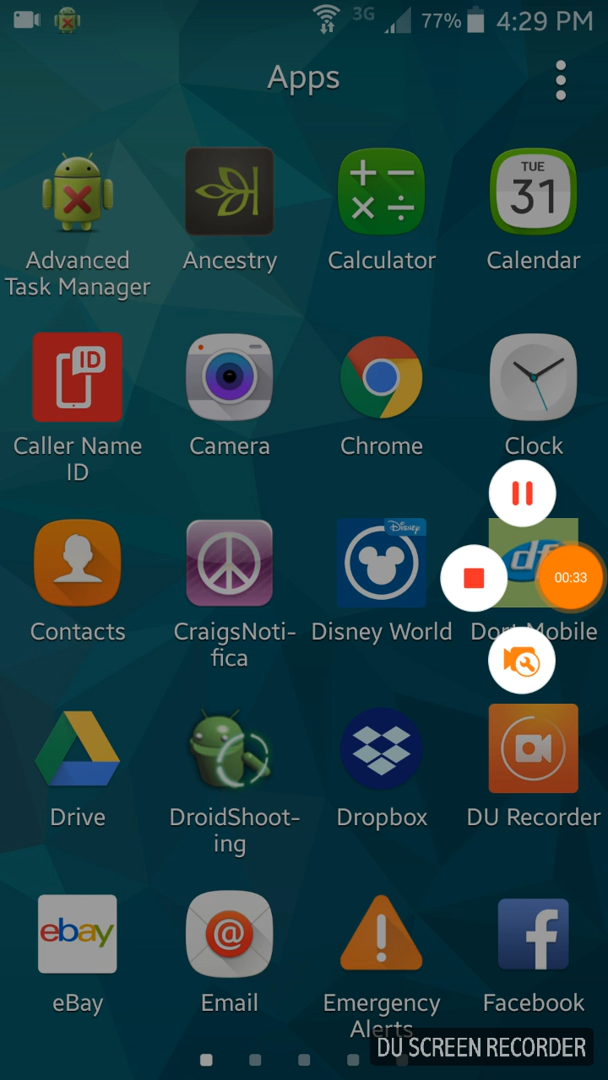 3G 77% 4:29 PM
Apps
TUE
31
Advanced
Task Manager
Ancestry
Calculator
Calendar
ID
Caller Name
ID
Camera
Chrome
Clock
Disney
df
00:33
Contacts
CraigsNoti-
fica
Disney World
Dort Mobile
Drive
DroidShoot-
ing
Dropbox
DU Recorder
ebay
@
f
eBay
Email
Emergency
Alerts
Facebook
DU SCREEN RECORDER